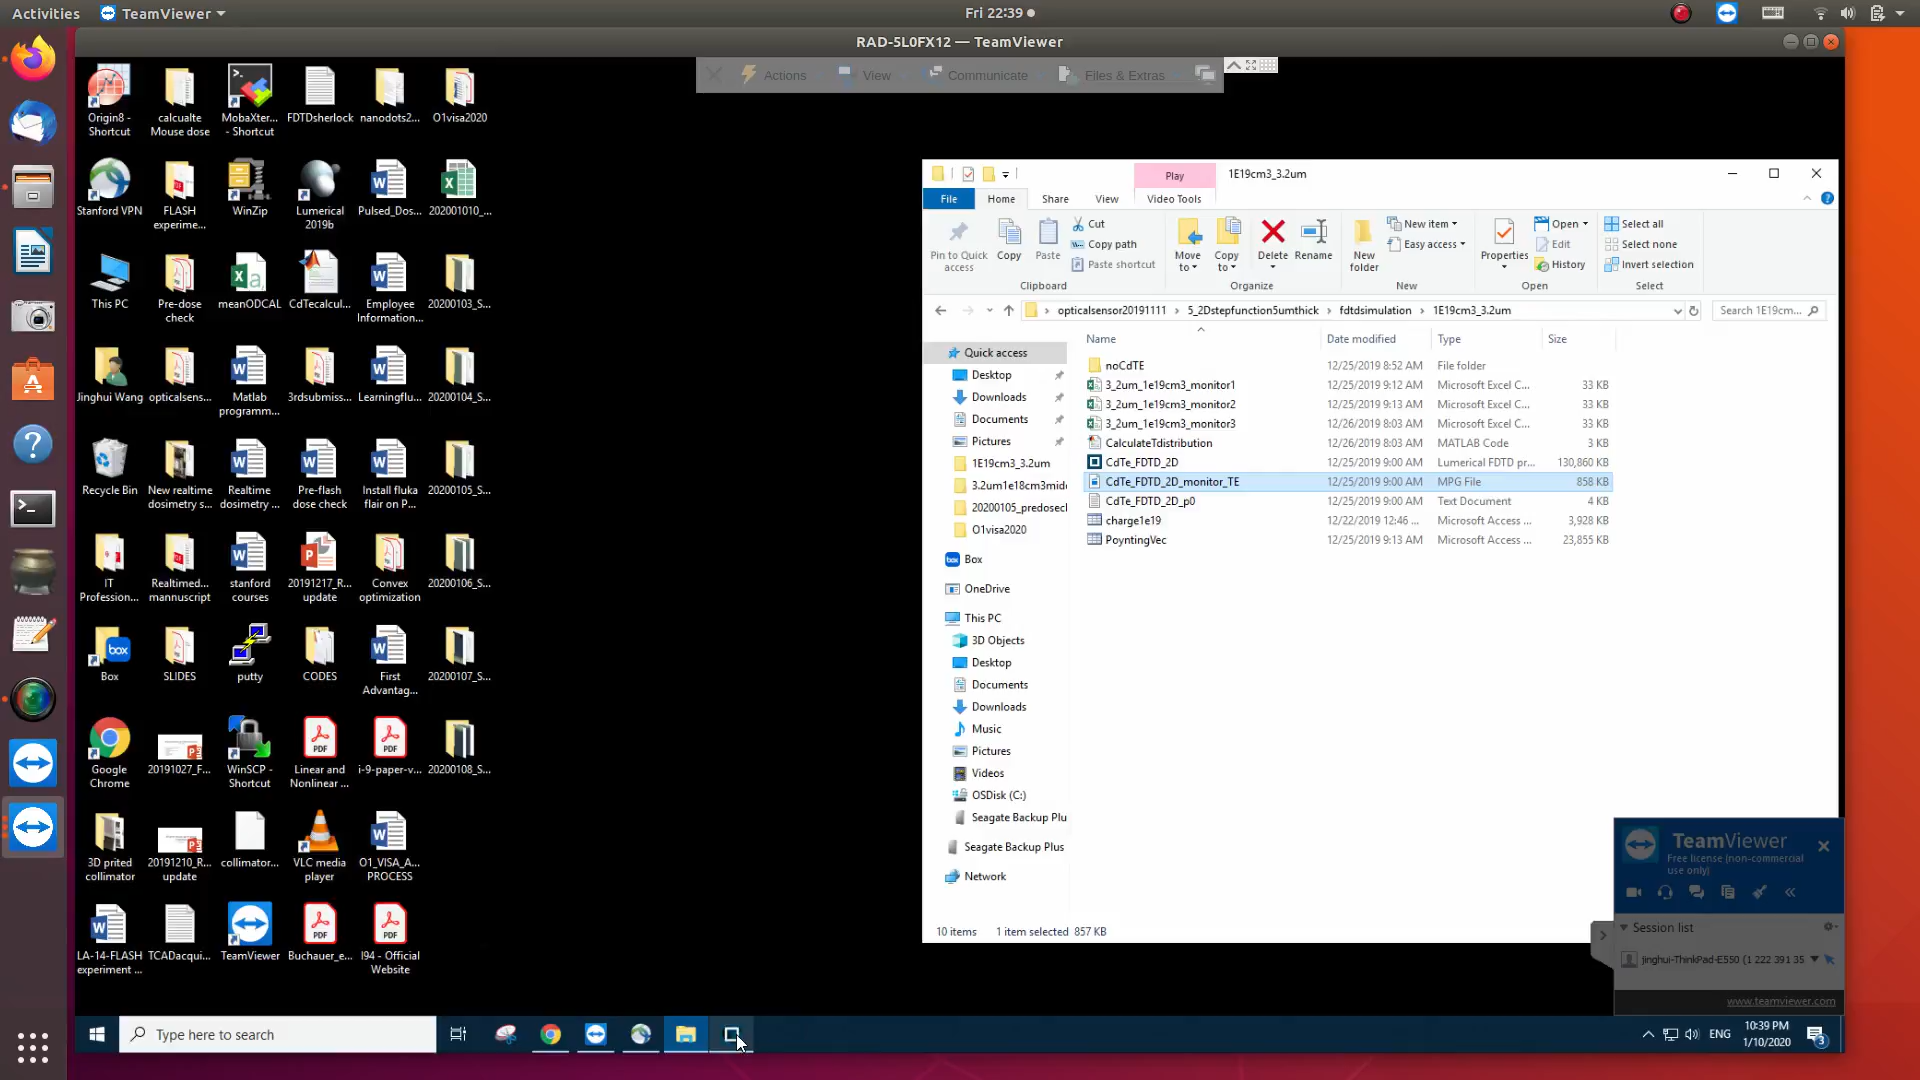 Activities
TeamViewer
Fri 22:39
RAD-5L0FX12 — TeamViewer
Actions
View
Communicate
Files & Extras
Origin8 -
Shortcut
calcualte
Mouse dose
MobaXter...
- Shortcut
FDTDsherlock
nanodots2...
O1visa2020
Stanford VPN
FLASH
experime...
WinZip
Lumerical
2019b
Pulsed_Dos...
202001010_...
This PC
Pre-dose
check
meanODCAL
CdTecalcul...
Employee
Information...
20200103_S...
Jinghui Wang
opticalsens...
Matlab
programm...
3rdsubmiss...
Learningflu...
20200104_S...
Recycle Bin
New realtime
dosimetry s...
Realtime
dosimetry ...
Pre-flash
dose check
Install fluka
flair on P...
20200105_S...
IT
Profession...
Realtimed...
mannuscript
stanford
courses
20191217_R...
update
Convex
optimization
20200106_S...
Box
SLIDES
putty
CODES
First
Advantag...
20200107_S...
Google
Chrome
20191027_F...
WinSCP -
Shortcut
Linear and
Nonlinear ...
i-9-paper-v...
20200108_S...
3D prited
collimator
20191210_R...
update
collimator...
VLC media
player
O1_VISA_A...
PROCESS
LA-14-FLASH
experiment ...
TCADacqui...
TeamViewer
Buchauer_e...
I94 - Official
Website
Play
1E19cm3_3.2um
File
Home
Share
View
Video Tools
Pin to Quick
access
Copy
Paste
Cut
Copy path
Paste shortcut
Clipboard
Move
to
Copy
to
Delete
Rename
Organize
New
folder
New item
Easy access
New
Properties
Open
Edit
History
Open
Select all
Select none
Invert selection
Select
opticalsensor20191111 › 5_2Dstepfunction5umthick › fdtdsimulation › 1E19cm3_3.2um
Search 1E19cm...
Name Date modified Type Size
Quick access
Desktop
Downloads
Documents
Pictures
1E19cm3_3.2um
3.2um1e18cm3mid
20200105_predosecl
O1visa2020
Box
OneDrive
This PC
3D Objects
Desktop
Documents
Downloads
Music
Pictures
Videos
OSDisk (C:)
Seagate Backup Plu
Seagate Backup Plus
Network
noCdTE 12/25/2019 8:52 AM File folder
3_2um_1e19cm3_monitor1 12/25/2019 9:12 AM Microsoft Excel C... 33 KB
3_2um_1e19cm3_monitor2 12/25/2019 9:13 AM Microsoft Excel C... 33 KB
3_2um_1e19cm3_monitor3 12/26/2019 8:03 AM Microsoft Excel C... 33 KB
CalculateTdistribution 12/26/2019 8:03 AM MATLAB Code 3 KB
CdTe_FDTD_2D 12/25/2019 9:00 AM Lumerical FDTD pr... 130,860 KB
CdTe_FDTD_2D_monitor_TE 12/25/2019 9:00 AM MPG File 858 KB
CdTe_FDTD_2D_p0 12/25/2019 9:00 AM Text Document 4 KB
charge1e19 12/22/2019 12:46 ... Microsoft Access ... 3,928 KB
PoyntingVec 12/25/2019 9:13 AM Microsoft Access ... 23,855 KB
10 items 1 item selected 857 KB
TeamViewer
Free license (non-commercial
use only)
Session list
jinghui-ThinkPad-E550 (1 222 391 35
www.teamviewer.com
Type here to search
ENG
10:39 PM
1/10/2020
3